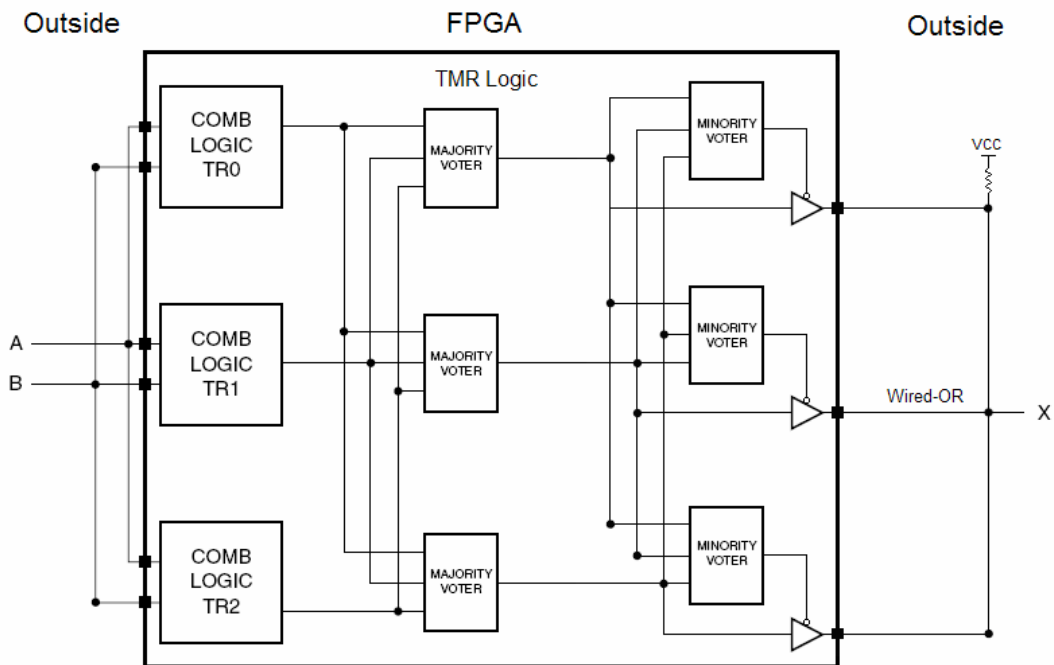 Outside
FPGA
Outside
TMR Logic
COMB
LOGIC
TR0
MAJORITY
VOTER
MINORITY
VOTER
VCC
A
B
COMB
LOGIC
TR1
MAJORITY
VOTER
MINORITY
VOTER
Wired-OR
X
COMB
LOGIC
TR2
MAJORITY
VOTER
MINORITY
VOTER